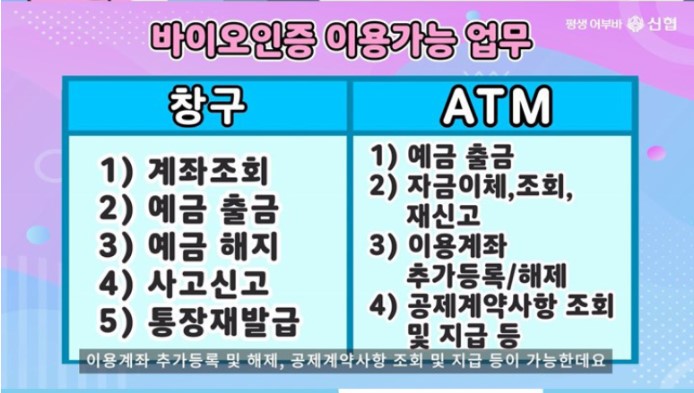 평생 어부바 신협
바이오인증 이용가능 업무
창구
1) 계좌조회
2) 예금 출금
3) 예금 해지
4) 사고신고
5) 통장재발급
ATM
1) 예금 출금
2) 자금이체,조회,
재신고
3) 이용계좌
추가등록/해제
4) 공제계약사항 조회
및 지급 등
이용계좌 추가등록 및 해제, 공제계약사항 조회 및 지급 등이 가능한데요